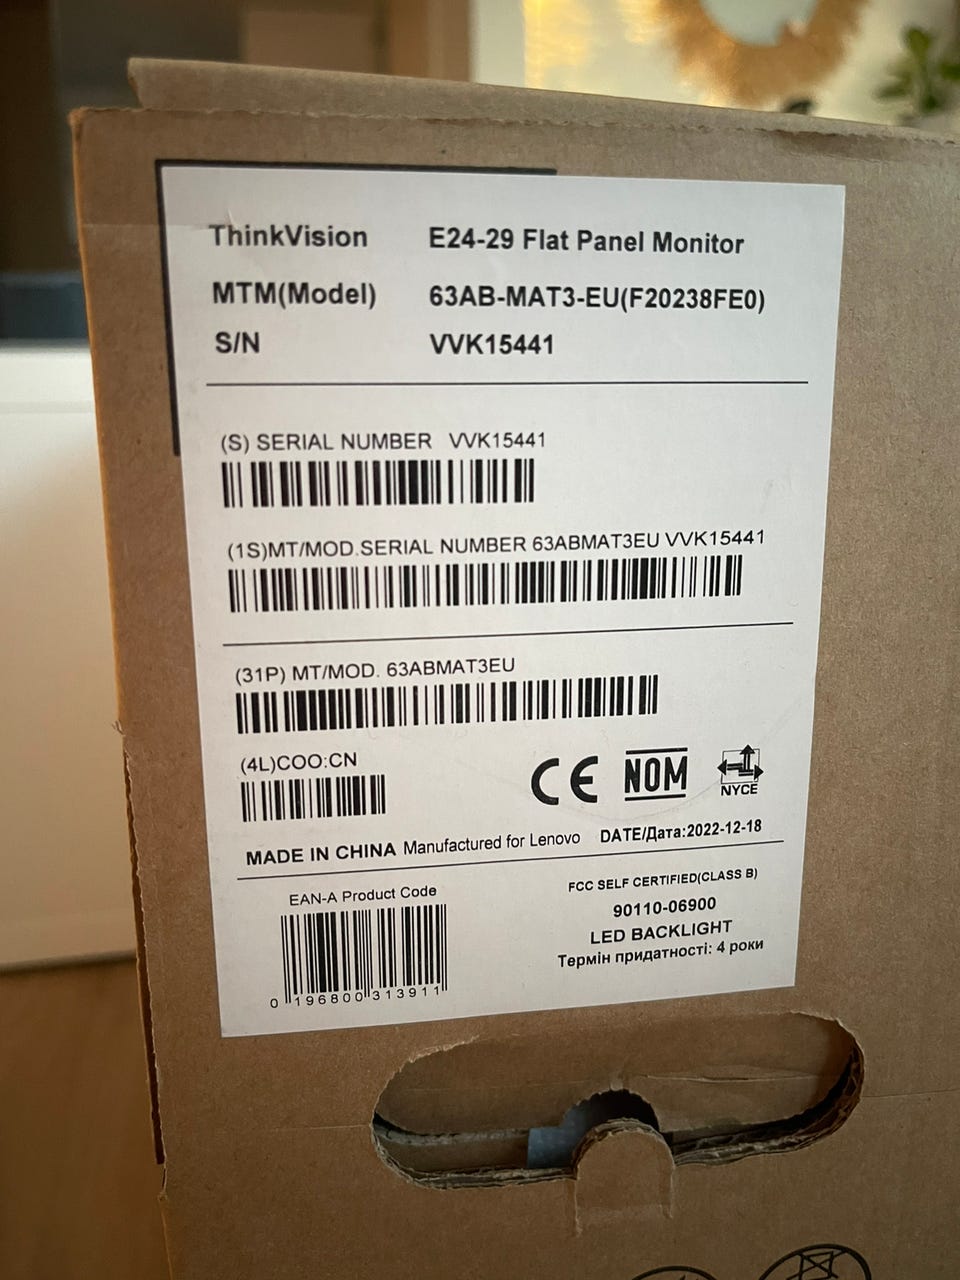 ThinkVision E24-29 Flat Panel Monitor
MTM(Model) 63AB-MAT3-EU(F20238FE0)
S/N VVK15441
(S) SERIAL NUMBER VVK15441
(1S)MT/MOD.SERIAL NUMBER 63ABMAT3EU VVK15441
(31P) MT/MOD. 63ABMAT3EU
(4L)COO:CN
CE NOM NYCE
MADE IN CHINA Manufactured for Lenovo DATE/Дата:2022-12-18
EAN-A Product Code
0 196800 313911
FCC SELF CERTIFIED(CLASS B)
90110-06900
LED BACKLIGHT
Термін придатності: 4 роки